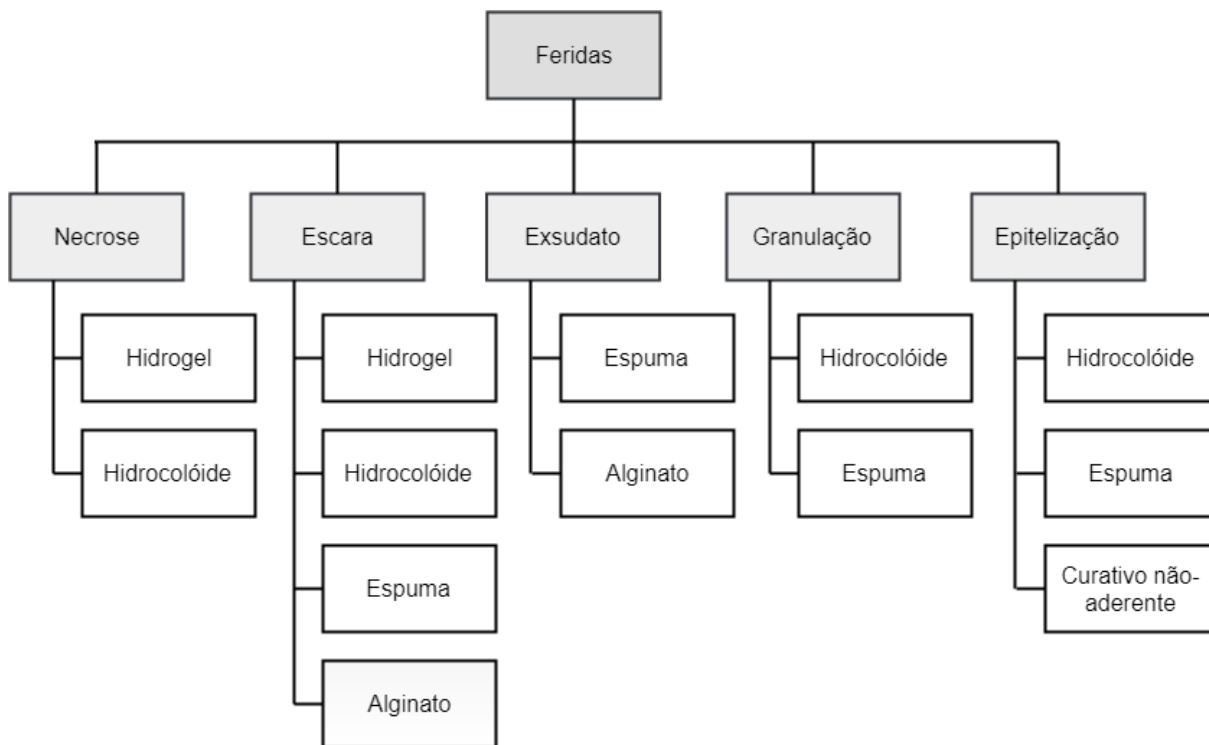 Feridas
Necrose
Escara
Exsudato
Granulação
Epitelização
Hidrogel
Hidrocolóide
Hidrogel
Hidrocolóide
Espuma
Alginato
Espuma
Alginato
Hidrocolóide
Espuma
Hidrocolóide
Espuma
Curativo não-
aderente